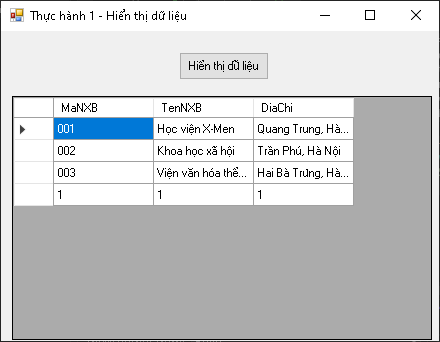 Thực hành 1 - Hiển thị dữ liệu
Hiển thị dữ liệu
MaNXB TenNXB DiaChi
001 Học viện X-Men Quang Trung, Hà...
002 Khoa học xã hội Trần Phú, Hà Nội
003 Viện văn hóa thể... Hai Bà Trưng, Hà...
1 1 1